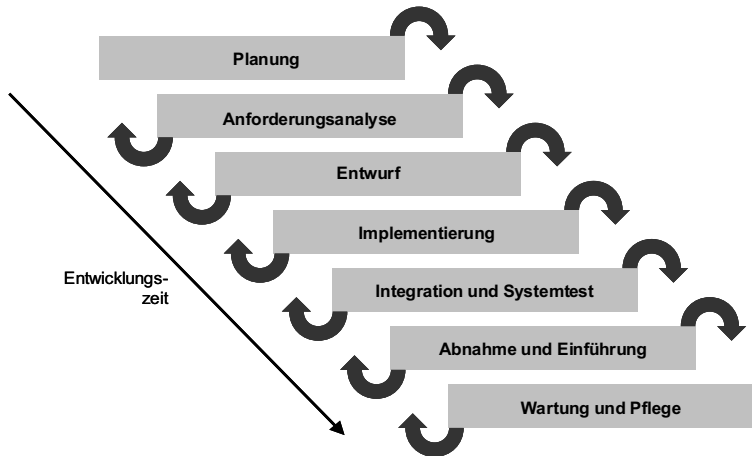 Planung
Anforderungsanalyse
Entwurf
Implementierung
Entwicklungs-
zeit
Integration und Systemtest
Abnahme und Einführung
Wartung und Pflege